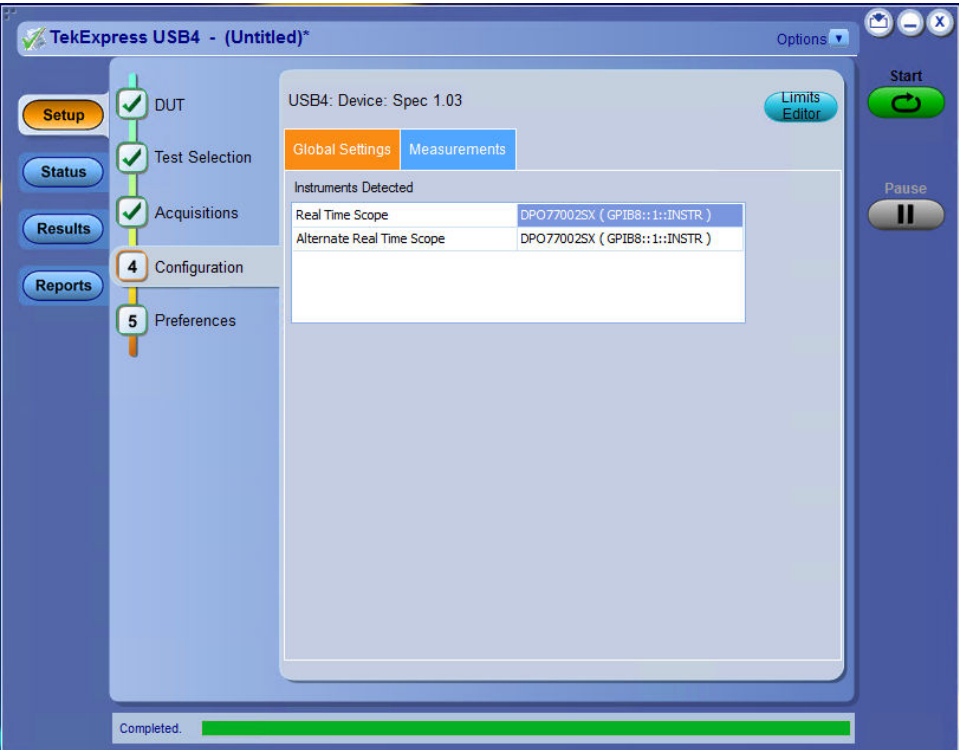 TekExpress USB4 - (Untitled)*
Options
Start
Pause
Setup
Status
Results
Reports
DUT
Test Selection
Acquisitions
4 Configuration
5 Preferences
USB4: Device: Spec 1.03
Limits
Editor
Global Settings Measurements
Instruments Detected
Real Time Scope DPO77002SX ( GPIB8::1::INSTR )
Alternate Real Time Scope DPO77002SX ( GPIB8::1::INSTR )
Completed.